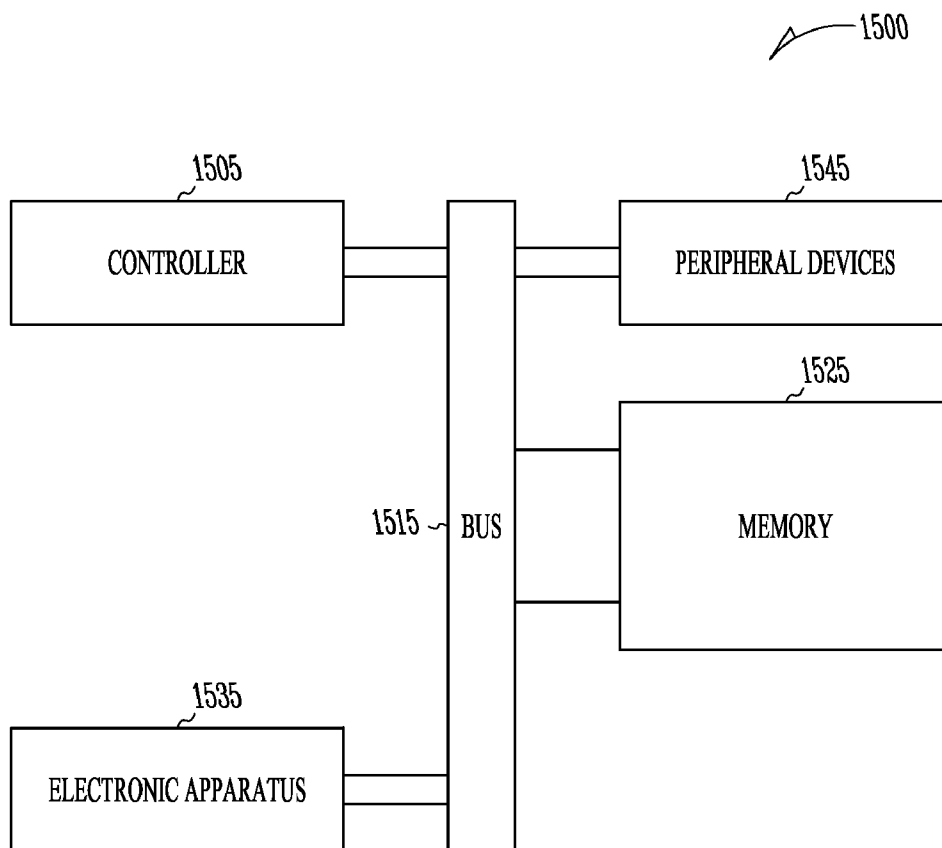 1500
1505
1545
CONTROLLER
PERIPHERAL DEVICES
1525
1515
BUS
MEMORY
1535
ELECTRONIC APPARATUS